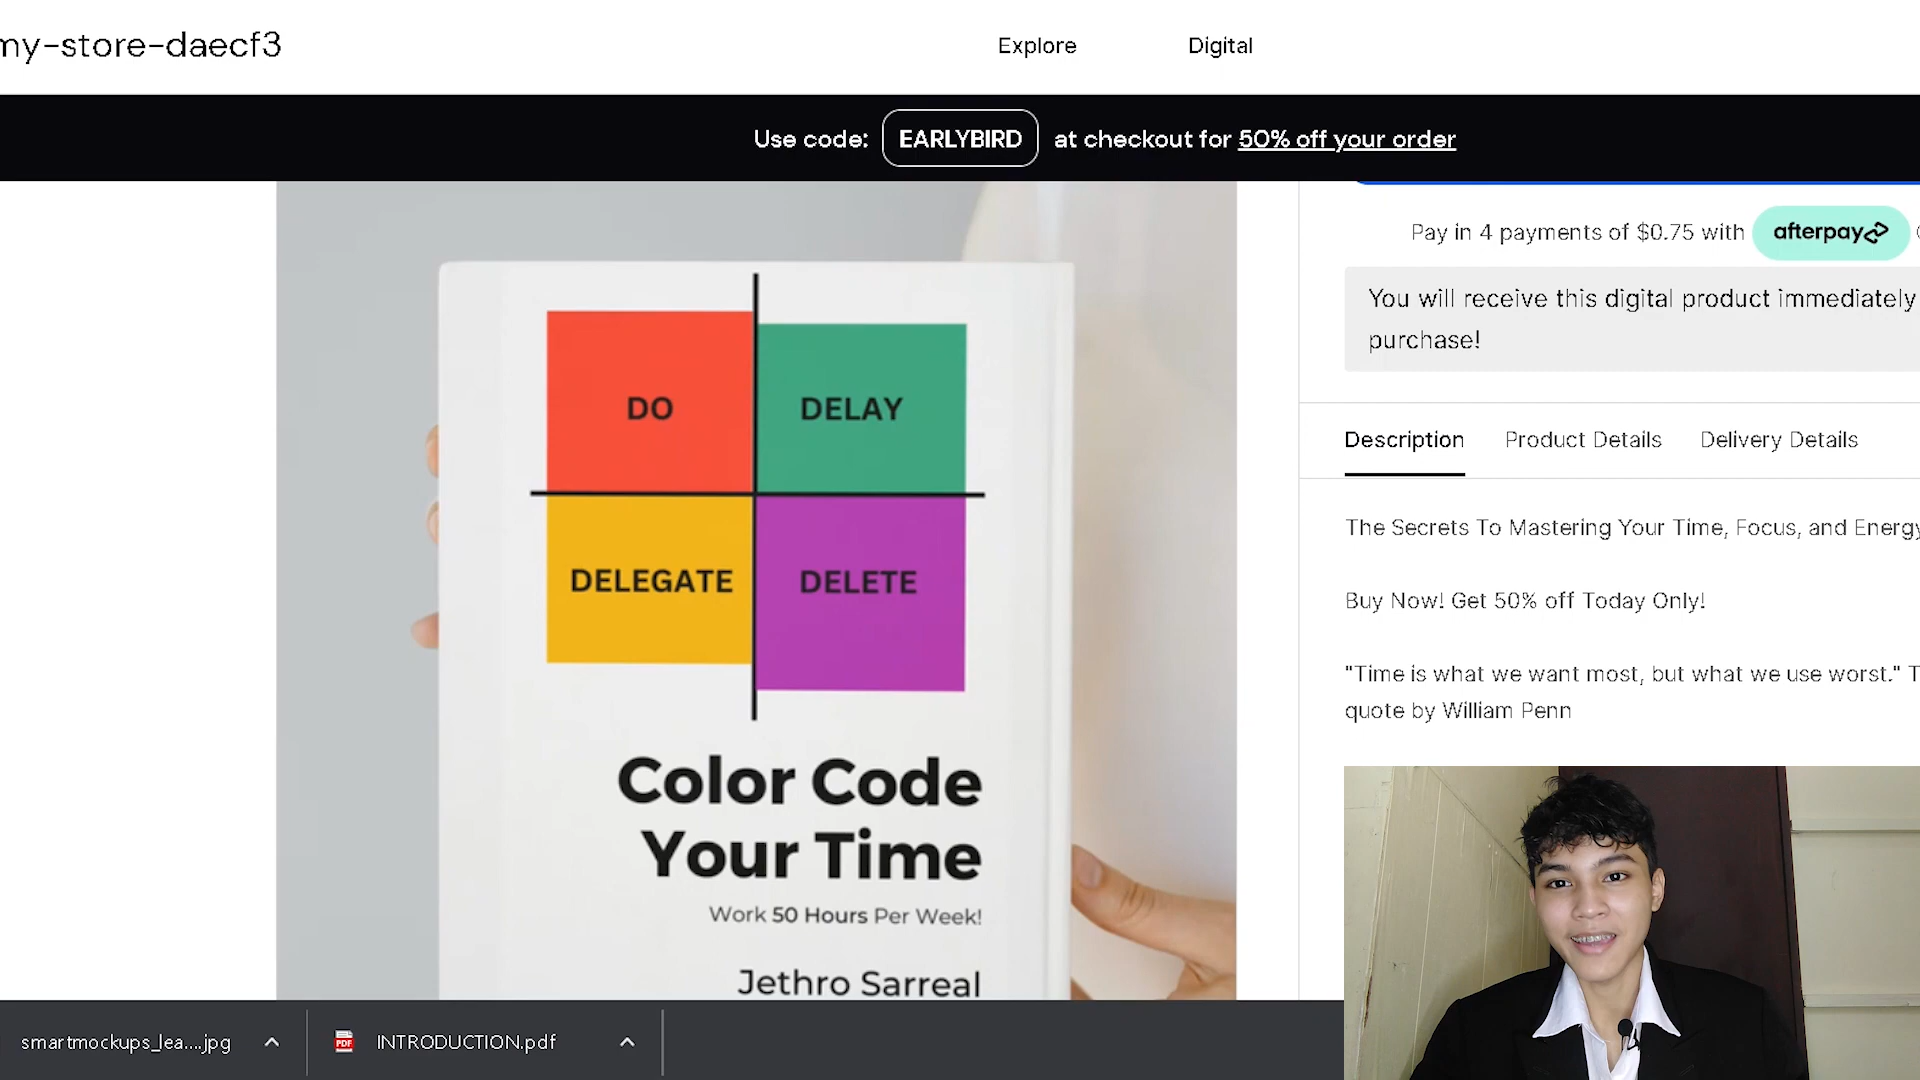 my-store-daecf3
Explore
Digital
Use code: EARLYBIRD at checkout for 50% off your order
DO
DELAY
DELEGATE
DELETE
Color Code
Your Time
Work 50 Hours Per Week!
Jethro Sarreal
Pay in 4 payments of $0.75 with afterpay
You will receive this digital product immediately
purchase!
Description
Product Details
Delivery Details
The Secrets To Mastering Your Time, Focus, and Energy
Buy Now! Get 50% off Today Only!
"Time is what we want most, but what we use worst."
quote by William Penn
smartmockups_lea....jpg
PDF
INTRODUCTION.pdf